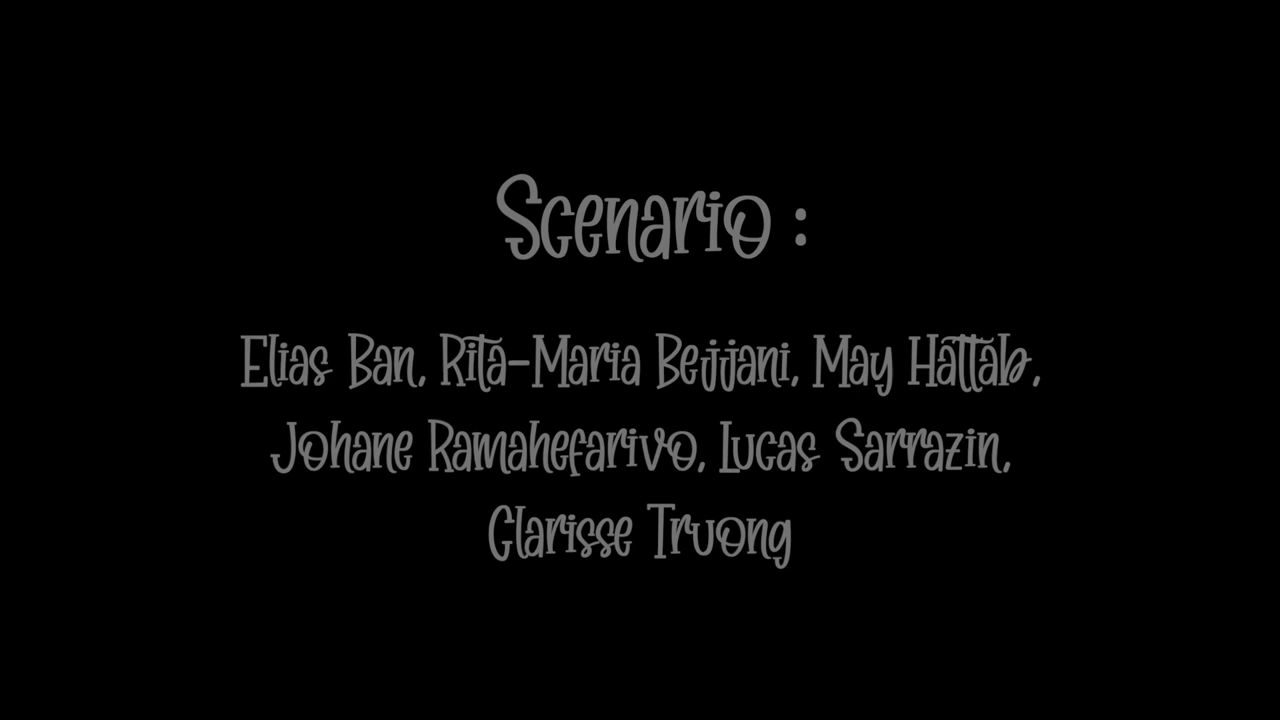 Scenario :
Elias Ban, Rita-Maria Bejjani, May Hattab,
Johane Ramahefarivo, Lucas Sarrazin,
Clarisse Truong